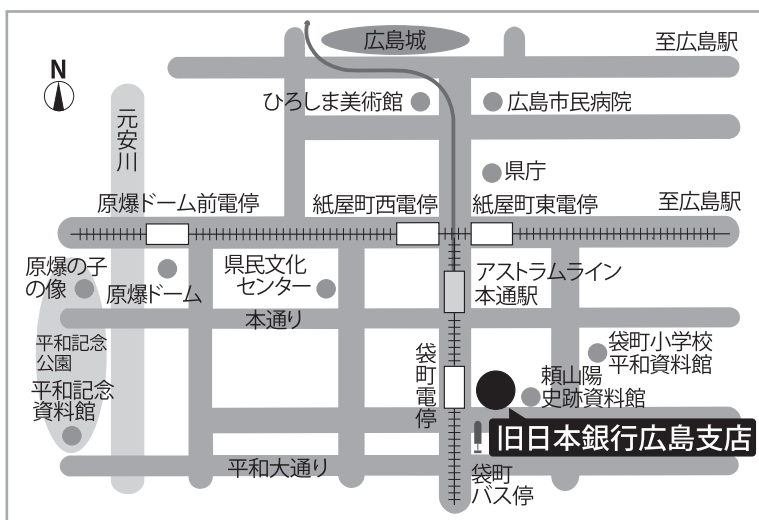 広島城
至広島駅
N
ひろしま美術館
広島市民病院
元安川
県庁
原爆ドーム前電停
紙屋町西電停
紙屋町東電停
至広島駅
原爆の子
の像
原爆ドーム
県民文化
センター
アストラムライン
本通駅
本通り
平和記念
公園
袋町電停
袋町小学校
平和資料館
頼山陽
史跡資料館
平和記念
資料館
旧日本銀行広島支店
平和大通り
袋町
バス停